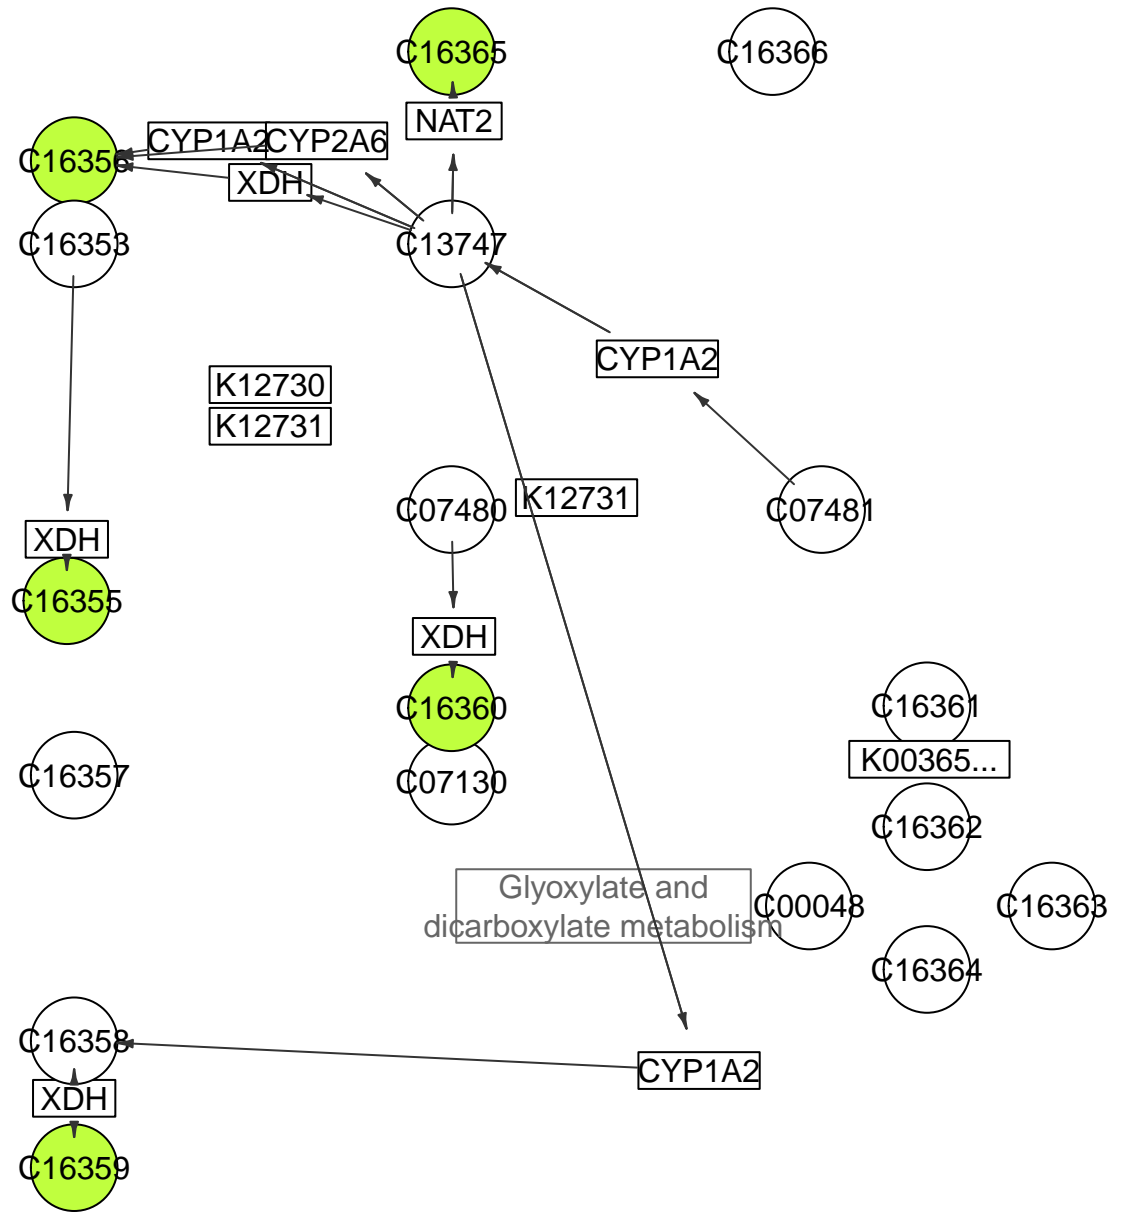 C16365
C16366
NAT2
CYP1A2
CYP2A6
C16356
XDH
C16353
C13747
CYP1A2
K12730
K12731
K12731
C07480
C07481
XDH
C16355
XDH
C16361
C16360
K00365...
C16357
C07130
C16362
Glyoxylate and
dicarboxylate metabolism
C00048
C16363
C16364
C16358
CYP1A2
XDH
C16359